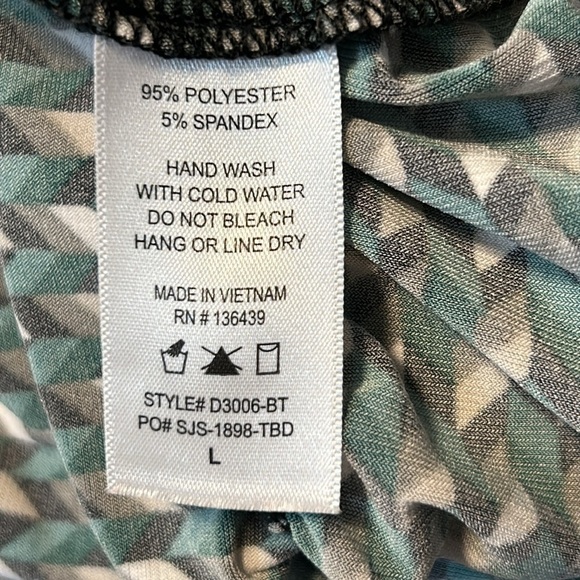 95% POLYESTER
5% SPANDEX
HAND WASH
WITH COLD WATER
DO NOT BLEACH
HANG OR LINE DRY
MADE IN VIETNAM
RN # 136439
STYLE# D3006-BT
PO# SJS-1898-TBD
L